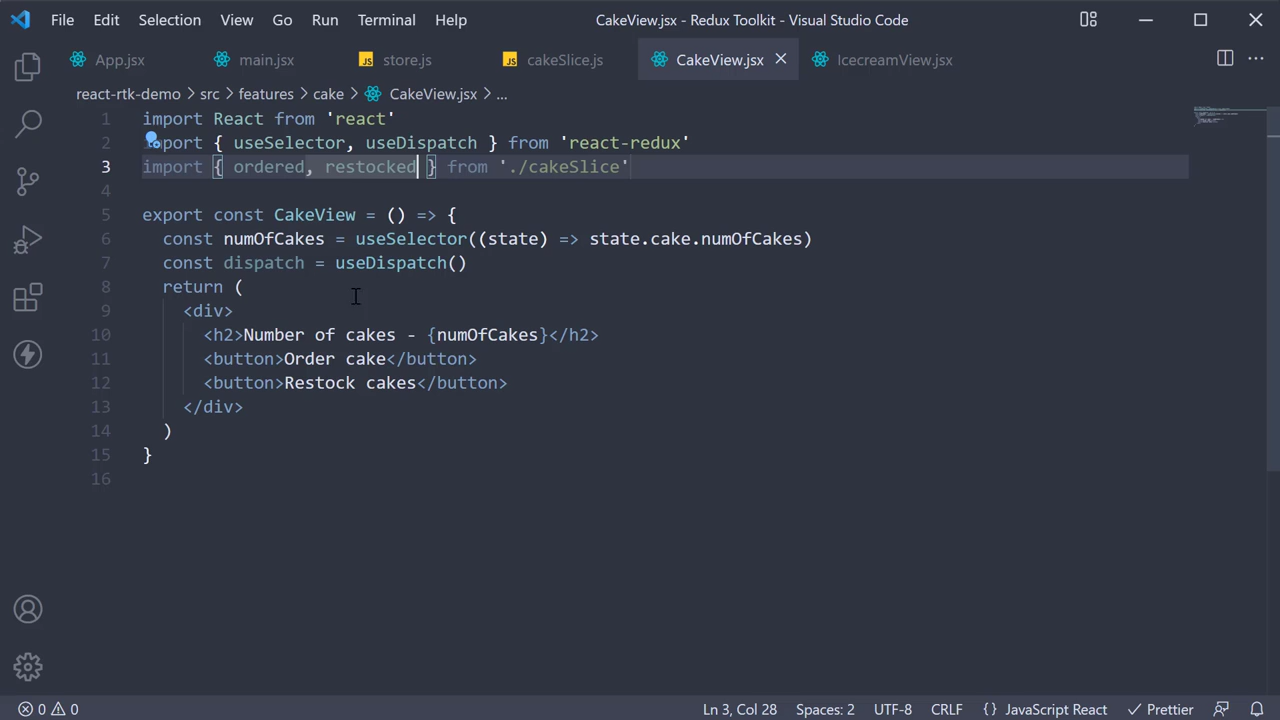 File Edit Selection View Go Run Terminal Help CakeView.jsx - Redux Toolkit - Visual Studio Code
App.jsx main.jsx JS store.js JS cakeSlice.js CakeView.jsx IcecreamView.jsx
react-rtk-demo > src > features > cake > CakeView.jsx > ...
1 import React from 'react'
2 import { useSelector, useDispatch } from 'react-redux'
3 import { ordered, restocked } from './cakeSlice'
4
5 export const CakeView = () => {
6 const numOfCakes = useSelector((state) => state.cake.numOfCakes)
7 const dispatch = useDispatch()
8 return (
9 <div>
10 <h2>Number of cakes - {numOfCakes}</h2>
11 <button>Order cake</button>
12 <button>Restock cakes</button>
13 </div>
14 )
15 }
16
0 0 Ln 3, Col 28 Spaces: 2 UTF-8 CRLF {} JavaScript React Prettier